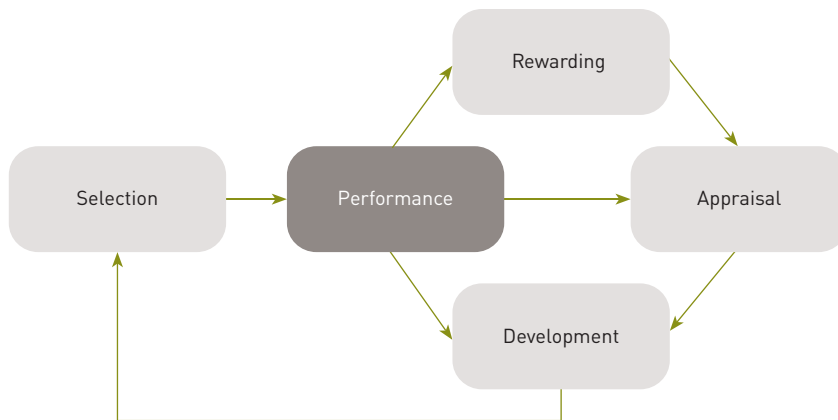 Rewarding
Selection
Performance
Appraisal
Development